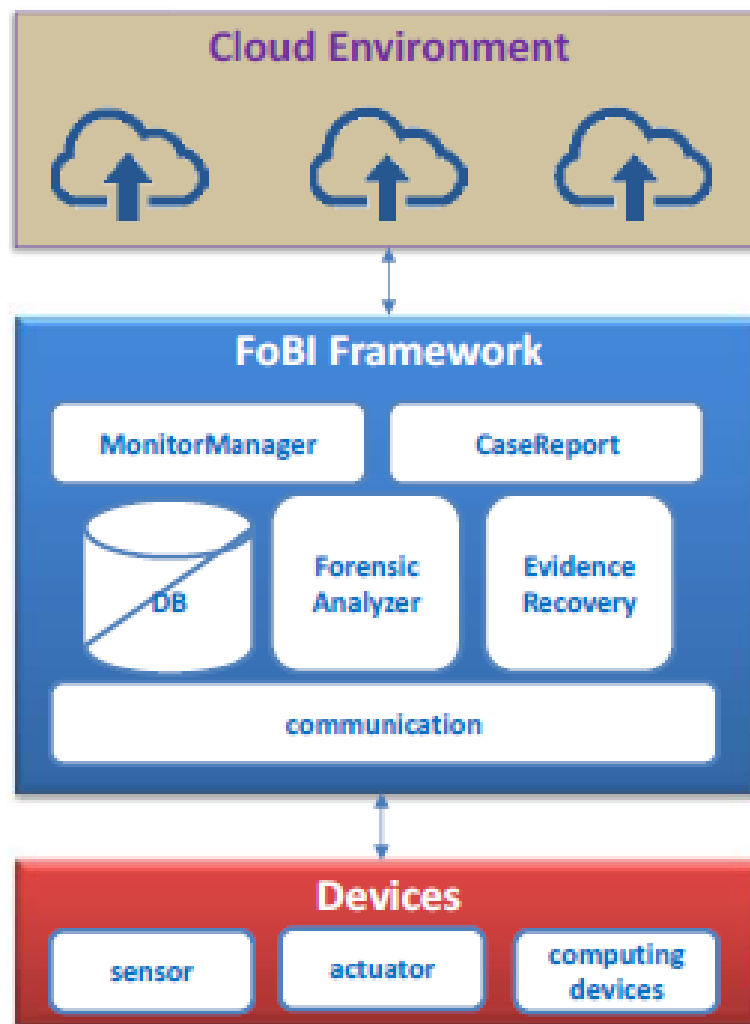 Cloud Environment
FoBI Framework
MonitorManager
CaseReport
DB
Forensic
Analyzer
Evidence
Recovery
communication
Devices
sensor
actuator
computing
devices